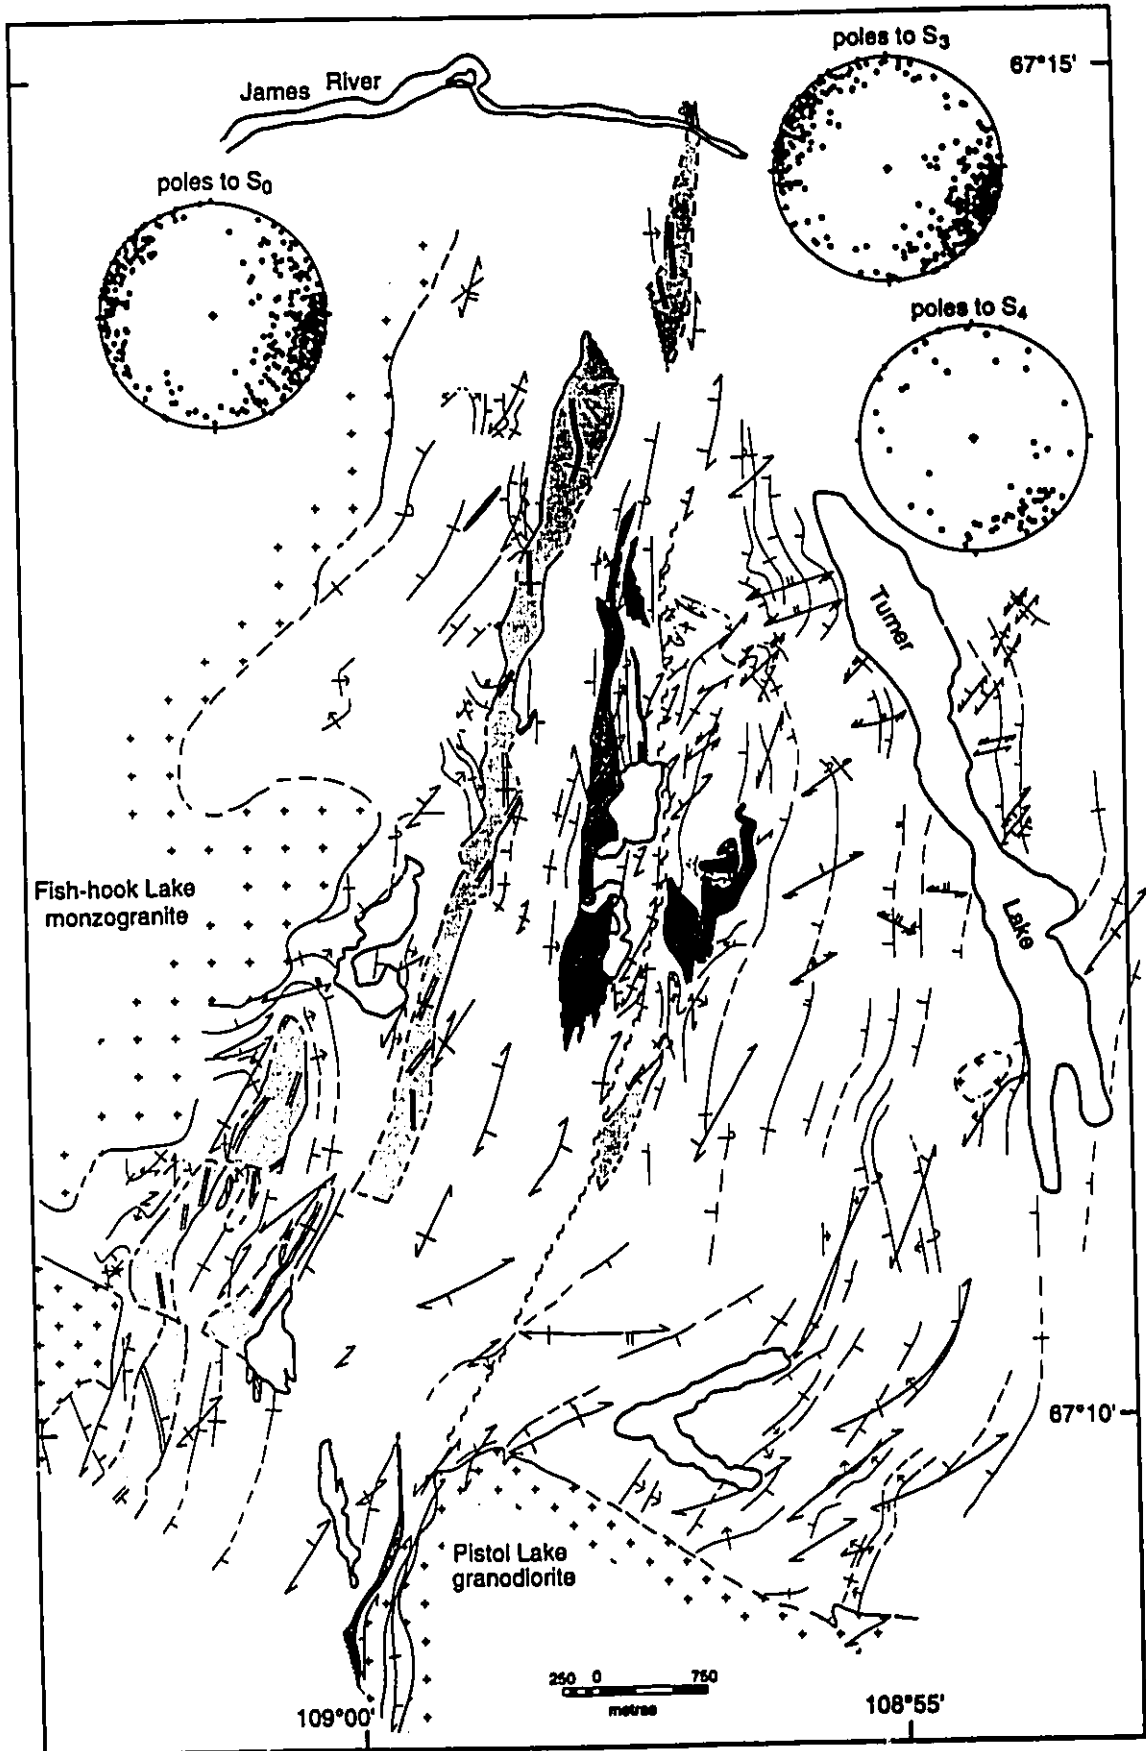 poles to S3
67°15'
James River
poles to S0
poles to S4
Turner
Lake
Fish-hook Lake
monzogranite
67°10'
Pistol Lake
granodiorite
250 0 750
metres
109°00'
108°55'